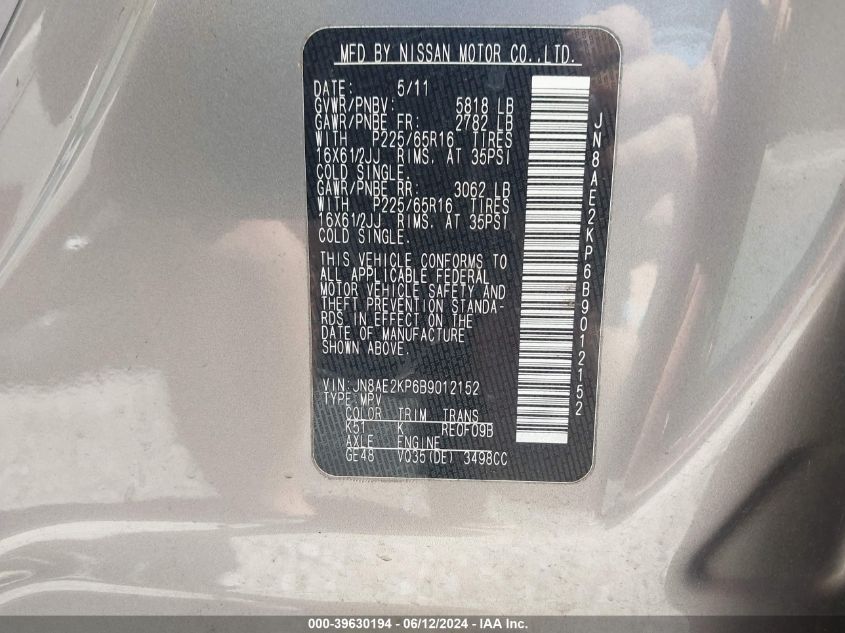 MFD BY NISSAN MOTOR CO.,LTD.
DATE: 5/11
GVWR/PNBV: 5818 LB
GAWR/PNBE FR: 2782 LB
WITH P225/65R16 TIRES
16X61/2JJ RIMS. AT 35PSI
COLD SINGLE.
GAWR/PNBE RR: 3062 LB
WITH P225/65R16 TIRES
16X61/2JJ RIMS. AT 35PSI
COLD SINGLE.
THIS VEHICLE CONFORMS TO
ALL APPLICABLE FEDERAL
MOTOR VEHICLE SAFETY AND
THEFT PREVENTION STANDA-
RDS IN EFFECT ON THE
DATE OF MANUFACTURE
SHOWN ABOVE.
VIN:JN8AE2KP6B9012152
TYPE:MPV
COLOR TRIM TRANS
K51 K RE0F09B
AXLE ENGINE
GE48 VQ35(DE) 3498CC
JN8AE2KP6B9012152
000-39630194 - 06/12/2024 - IAA Inc.